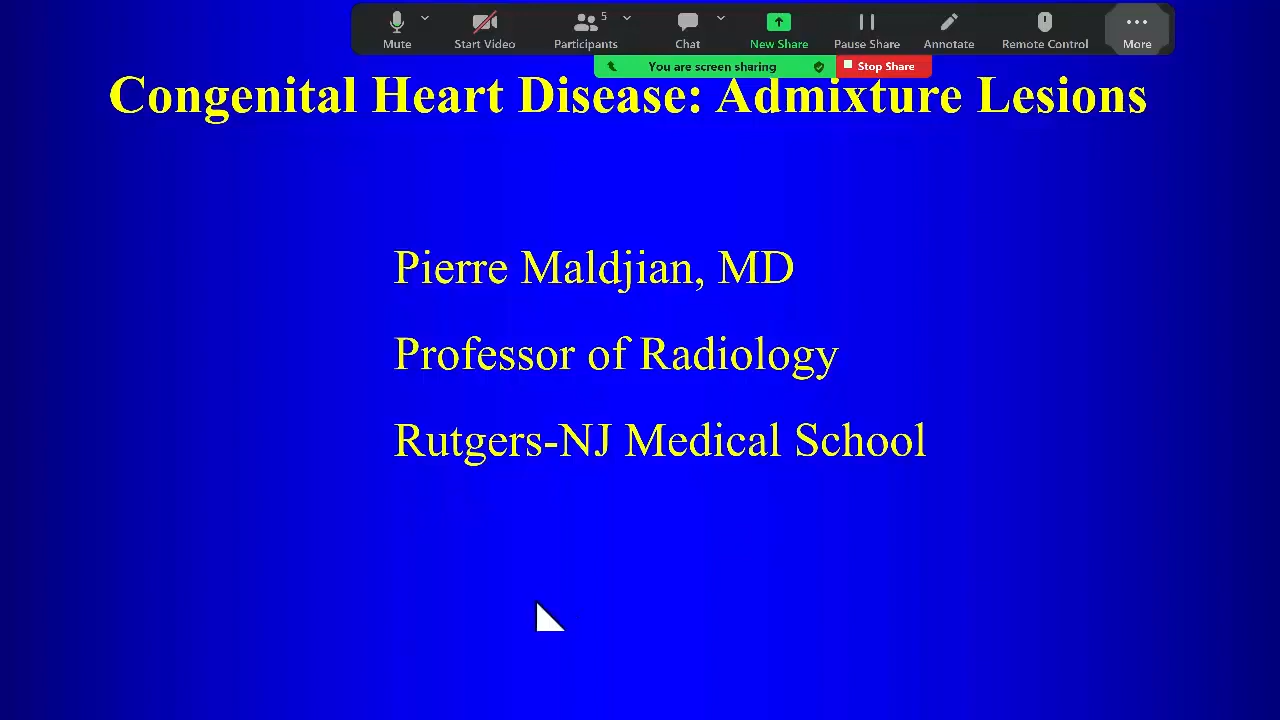 5
Mute
Start Video
Participants
Chat
New Share
Pause Share
Annotate
Remote Control
More
You are screen sharing
Stop Share
Congenital Heart Disease: Admixture Lesions
Pierre Maldjian, MD
Professor of Radiology
Rutgers-NJ Medical School